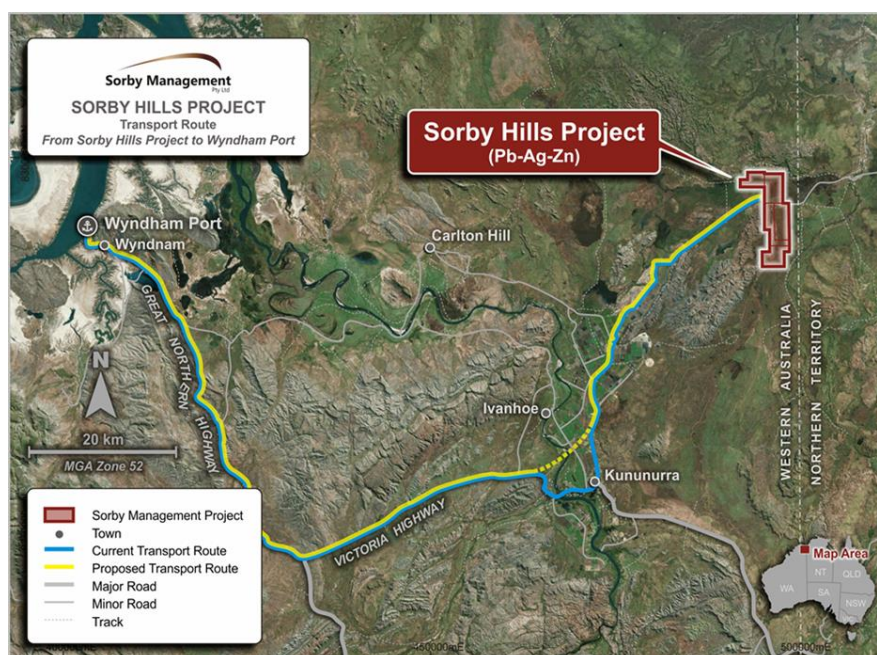 Sorby Management
Pty Ltd
SORBY HILLS PROJECT
Transport Route
From Sorby Hills Project to Wyndham Port
Sorby Hills Project
(Pb-Ag-Zn)
Wyndham Port
Wyndnam
Carlton Hill
GREAT NORTHERN HIGHWAY
WESTERN AUSTRALIA
NORTHERN TERRITORY
N
20 km
MGA Zone 52
Ivanhoe
Kununurra
VICTORIA HIGHWAY
Sorby Management Project
Town
Current Transport Route
Proposed Transport Route
Major Road
Minor Road
Track
Map Area
WA
NT
QLD
SA
NSW
500000mE